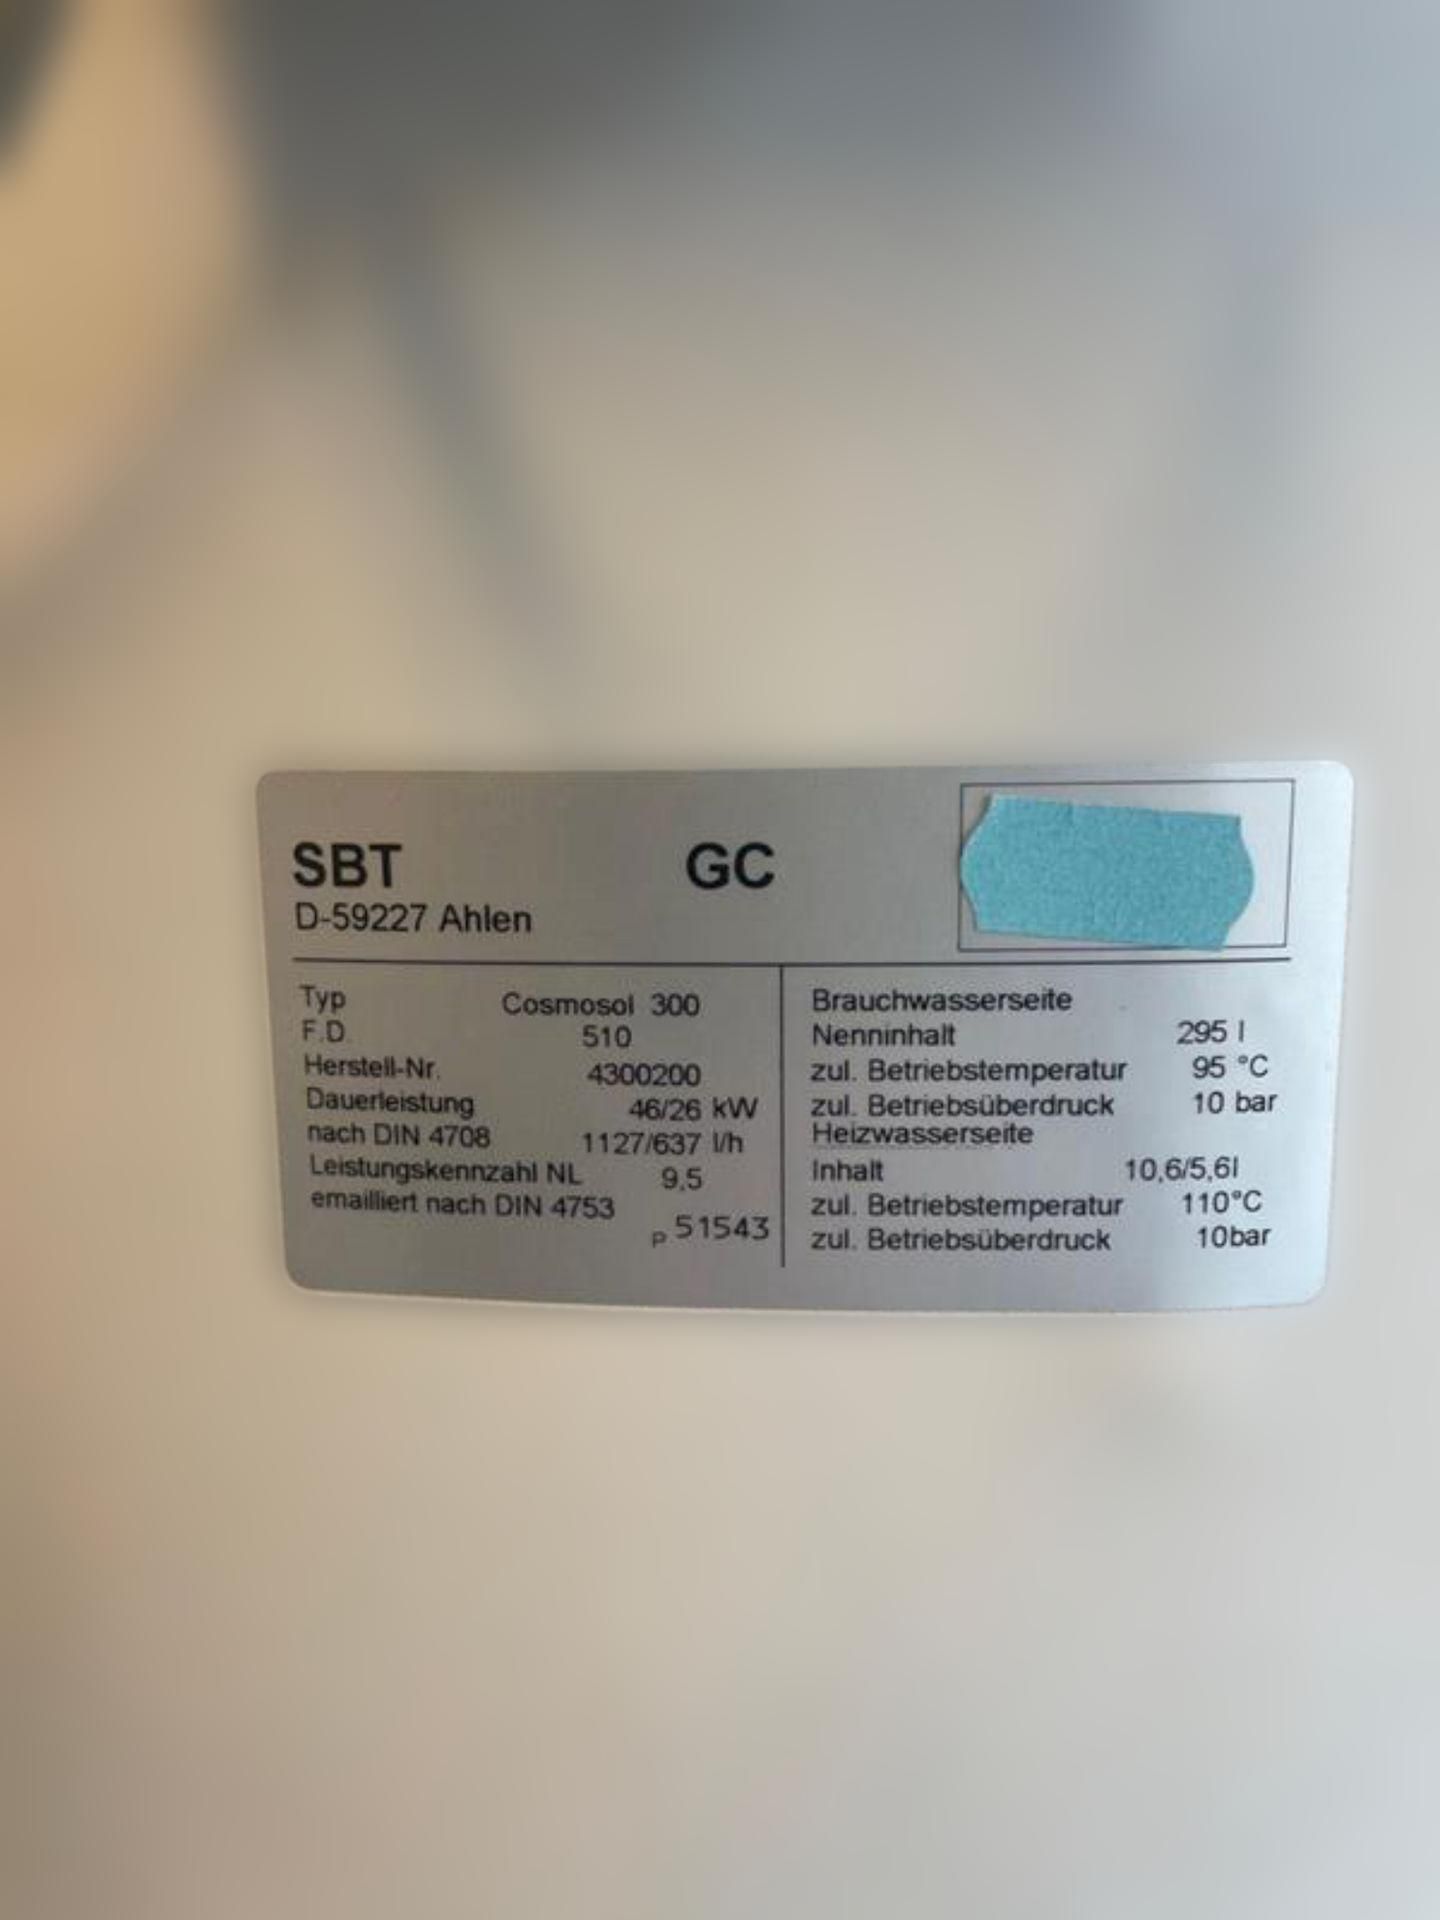 SBT GC
D-59227 Ahlen
Typ Cosmosol 300
F.D. 510
Herstell-Nr. 4300200
Dauerleistung 46/26 kW
nach DIN 4708 1127/637 l/h
Leistungskennzahl NL 9,5
emailliert nach DIN 4753
P 51543
Brauchwasserseite
Nenninhalt 295 l
zul. Betriebstemperatur 95 °C
zul. Betriebsüberdruck 10 bar
Heizwasserseite
Inhalt 10,6/5,6l
zul. Betriebstemperatur 110°C
zul. Betriebsüberdruck 10bar